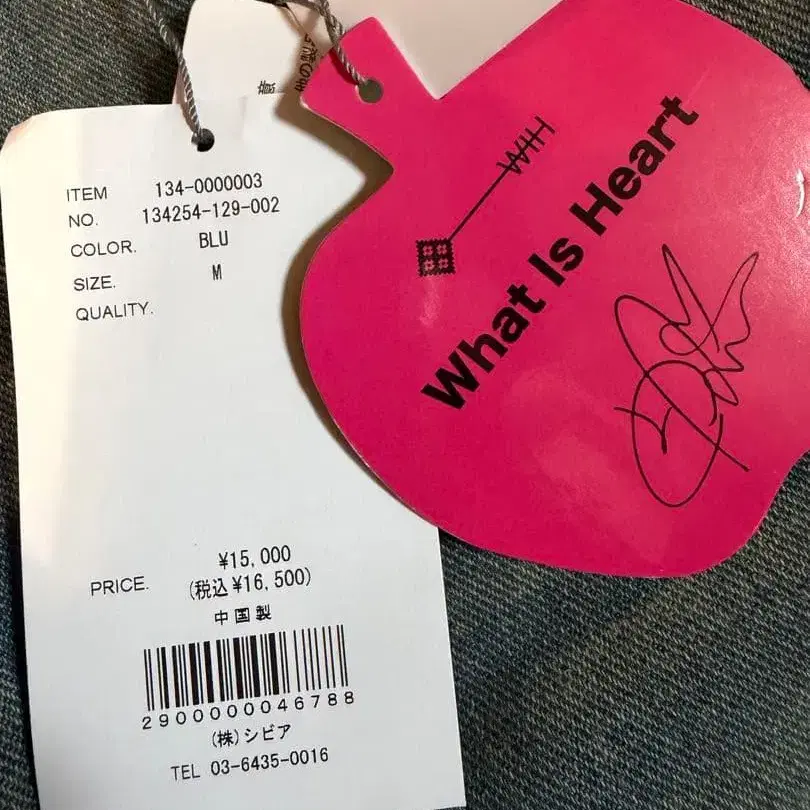 ITEM 134-0000003
NO. 134254-129-002
COLOR. BLU
SIZE. M
QUALITY.
¥15,000
PRICE. (税込¥16,500)
中国製
2900000046788
(株)シビア
TEL 03-6435-0016
WIH
What Is Heart